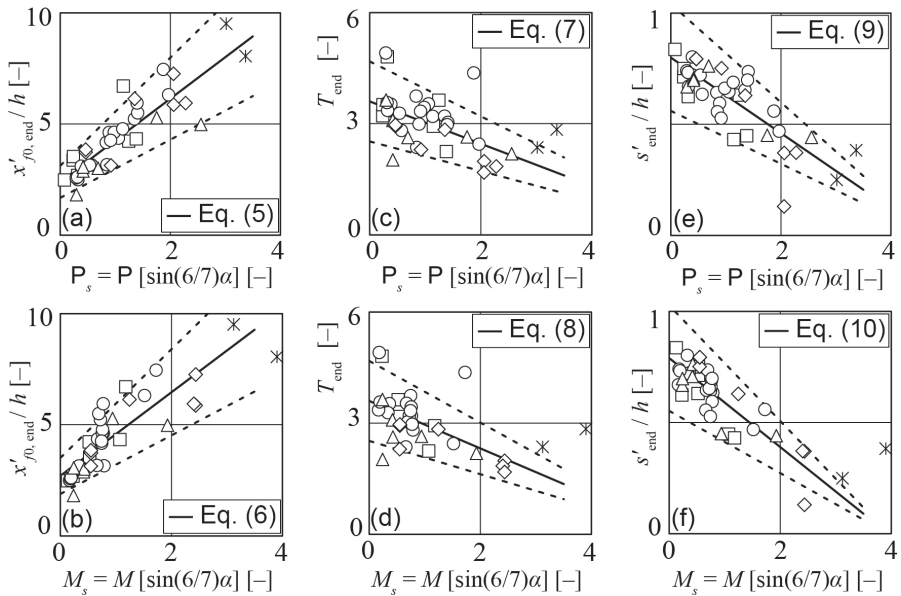 10
5
0
x′f0, end / h [–]
(a)
Eq. (5)
0 2 4
Ps = P [sin(6/7)α] [–]
6
3
0
Tend [–]
(c)
Eq. (7)
0 2 4
Ps = P [sin(6/7)α] [–]
1
0
s′end / h [–]
(e)
Eq. (9)
0 2 4
Ps = P [sin(6/7)α] [–]
10
5
0
x′f0, end / h [–]
(b)
Eq. (6)
0 2 4
Ms = M [sin(6/7)α] [–]
6
3
0
Tend [–]
(d)
Eq. (8)
0 2 4
Ms = M [sin(6/7)α] [–]
1
0
s′end / h [–]
(f)
Eq. (10)
0 2 4
Ms = M [sin(6/7)α] [–]